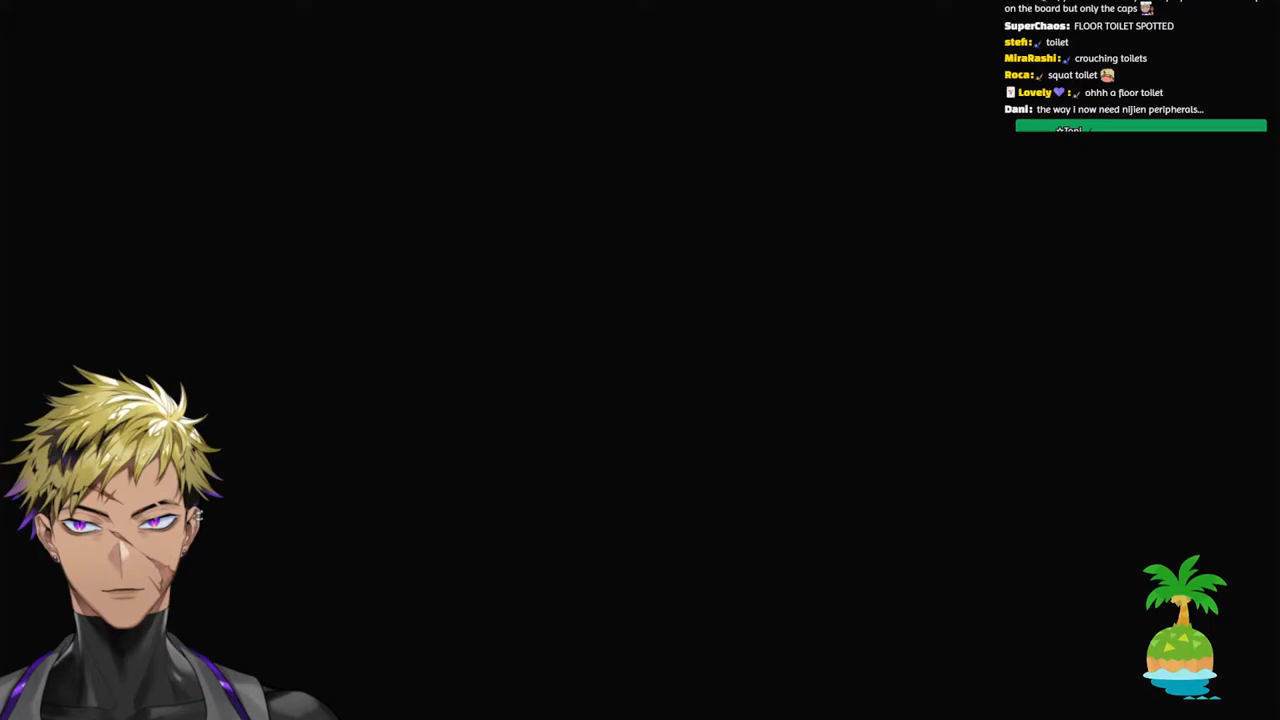 on the board but only the caps
SuperChaos: FLOOR TOILET SPOTTED
stefi: toilet
MiraRashi: crouching toilets
Roca: squat toilet
Lovely💜: ohhh a floor toilet
Dani: the way i now need nijien peripherals...